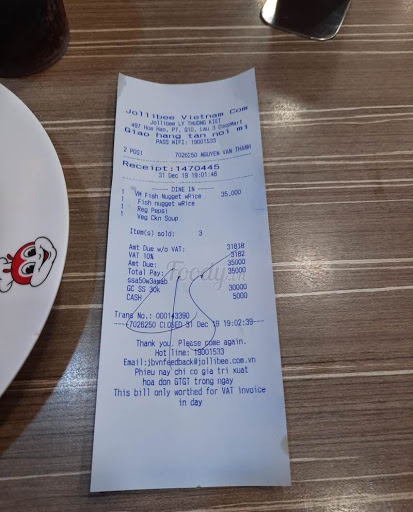 Jollibee Vietnam Com
Jollibee LY THUONG KIET
497 Hoa Hao, P7, Q10, Lau 3 CoopMart
Giao hang tan noi mi
PASS WIFI: 19001533
2 POS1 7026250 NGUYEN VAN THANH
Receipt:1470445
31 Dec 19 19:01:46
DINE IN
1 VM Fish Nugget wRice 35,000
1 Fish nugget wRice
1 Reg Pepsi
1 Veg Ckn Soup
Item(s) sold: 3
Amt Due w/o VAT: 31818
VAT 10% 3182
Amt Due: 35000
Total Pay: 35000
GC SS 30k 30000
CASH 5000
Trans No.: 000143390
7026250 CLOSED 31 Dec 19 19:02:39
Thank you. Please come again.
Hot line: 19001533
Email:jbvnfeedback@jollibee.com.vn
Phieu nay chi co gia tri xuat
hoa don GTGT trong ngay
This bill only worthed for VAT invoice
in day
Foody.vn